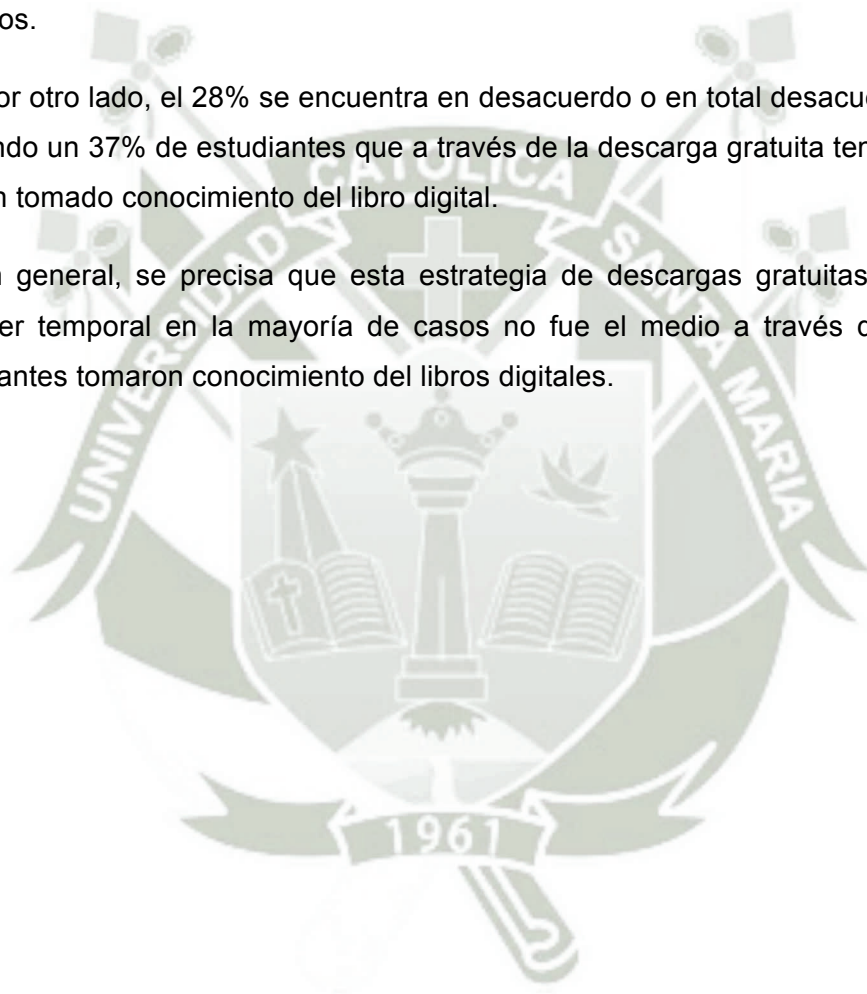 os.
or otro lado, el 28% se encuentra en desacuerdo o en total desacue
ndo un 37% de estudiantes que a través de la descarga gratuita ten
n tomado conocimiento del libro digital.
n general, se precisa que esta estrategia de descargas gratuitas
er temporal en la mayoría de casos no fue el medio a través d
antes tomaron conocimiento del libros digitales.
UNIVERSIDAD CATOLICA SANTA MARIA
1961